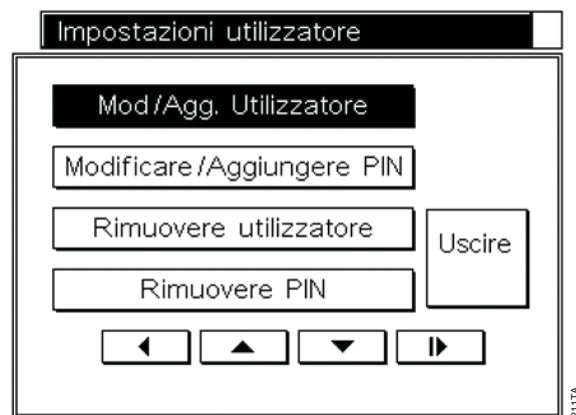 Impostazioni utilizzatore
Mod/Agg. Utilizzatore
Modificare/Aggiungere PIN
Rimuovere utilizzatore
Uscire
Rimuovere PIN